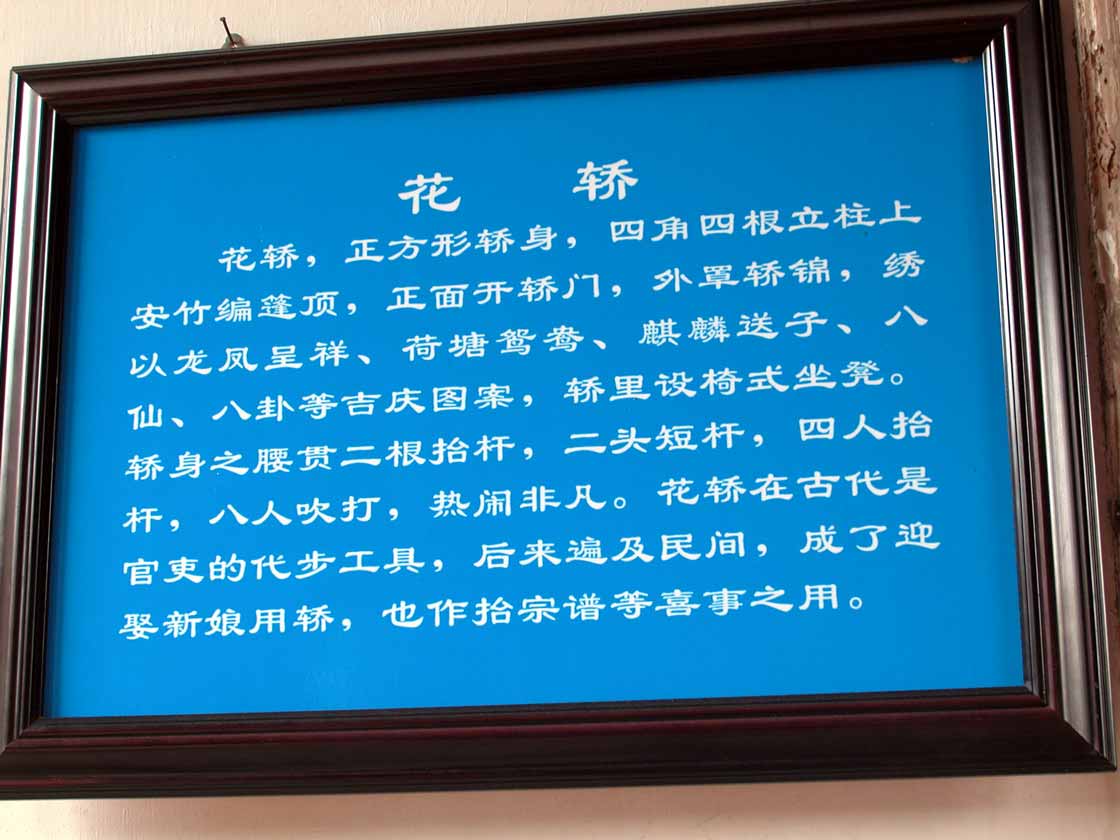 花 轿
花轿，正方形轿身，四角四根立柱上
安竹编篷顶，正面开轿门，外罩轿锦，绣
以龙凤呈祥、荷塘鸳鸯、麒麟送子、八
仙、八卦等吉庆图案，轿里设椅式坐凳。
轿身之腰贯二根抬杆，二头短杆，四人抬
杆，八人吹打，热闹非凡。花轿在古代是
官吏的代步工具，后来遍及民间，成了迎
娶新娘用轿，也作抬宗谱等喜事之用。